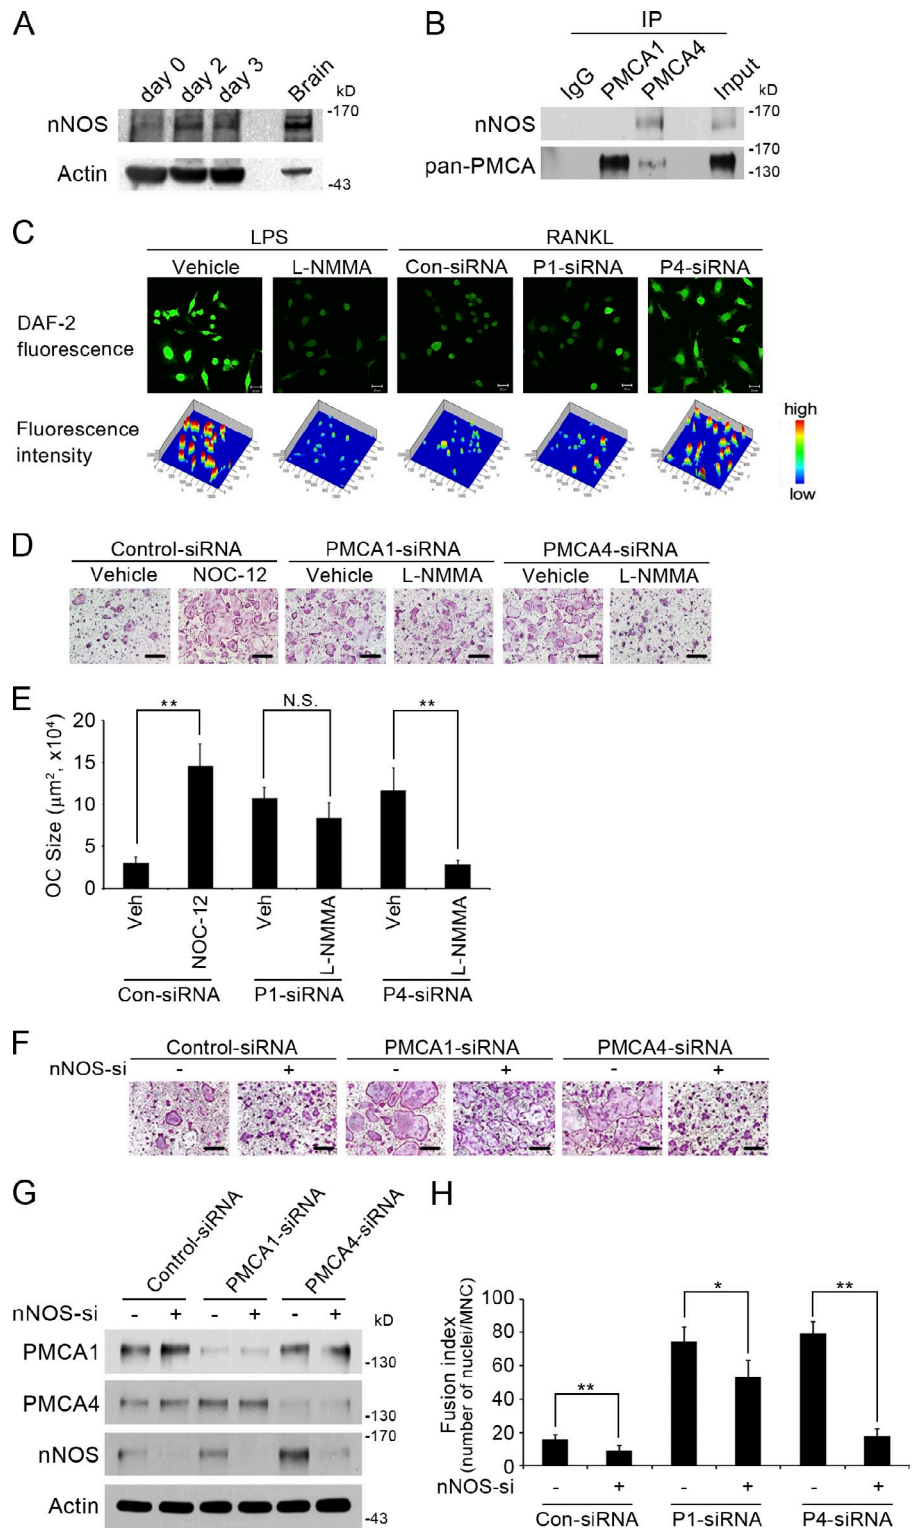 A
day 0 day 2 day 3 Brain
kD
nNOS
-170
Actin
-43
B
IP
IgG PMCA1 PMCA4 Input
kD
nNOS
-170
pan-PMCA
-170
-130
C
LPS RANKL
Vehicle L-NMMA Con-siRNA P1-siRNA P4-siRNA
DAF-2
fluorescence
Fluorescence
intensity
high
low
D
Control-siRNA PMCA1-siRNA PMCA4-siRNA
Vehicle NOC-12 Vehicle L-NMMA Vehicle L-NMMA
E
** N.S. **
OC Size (μm², x10⁴)
20
15
10
5
0
Veh NOC-12 Veh L-NMMA Veh L-NMMA
Con-siRNA P1-siRNA P4-siRNA
F
Control-siRNA PMCA1-siRNA PMCA4-siRNA
nNOS-si - + - + - +
G
Control-siRNA PMCA1-siRNA PMCA4-siRNA
nNOS-si - + - + - +
kD
PMCA1
-130
PMCA4
-130
-170
nNOS
Actin
-43
H
Fusion index
(number of nuclei/MNC)
100
80
60
40
20
0
** * **
nNOS-si - + - + - +
Con-siRNA P1-siRNA P4-siRNA